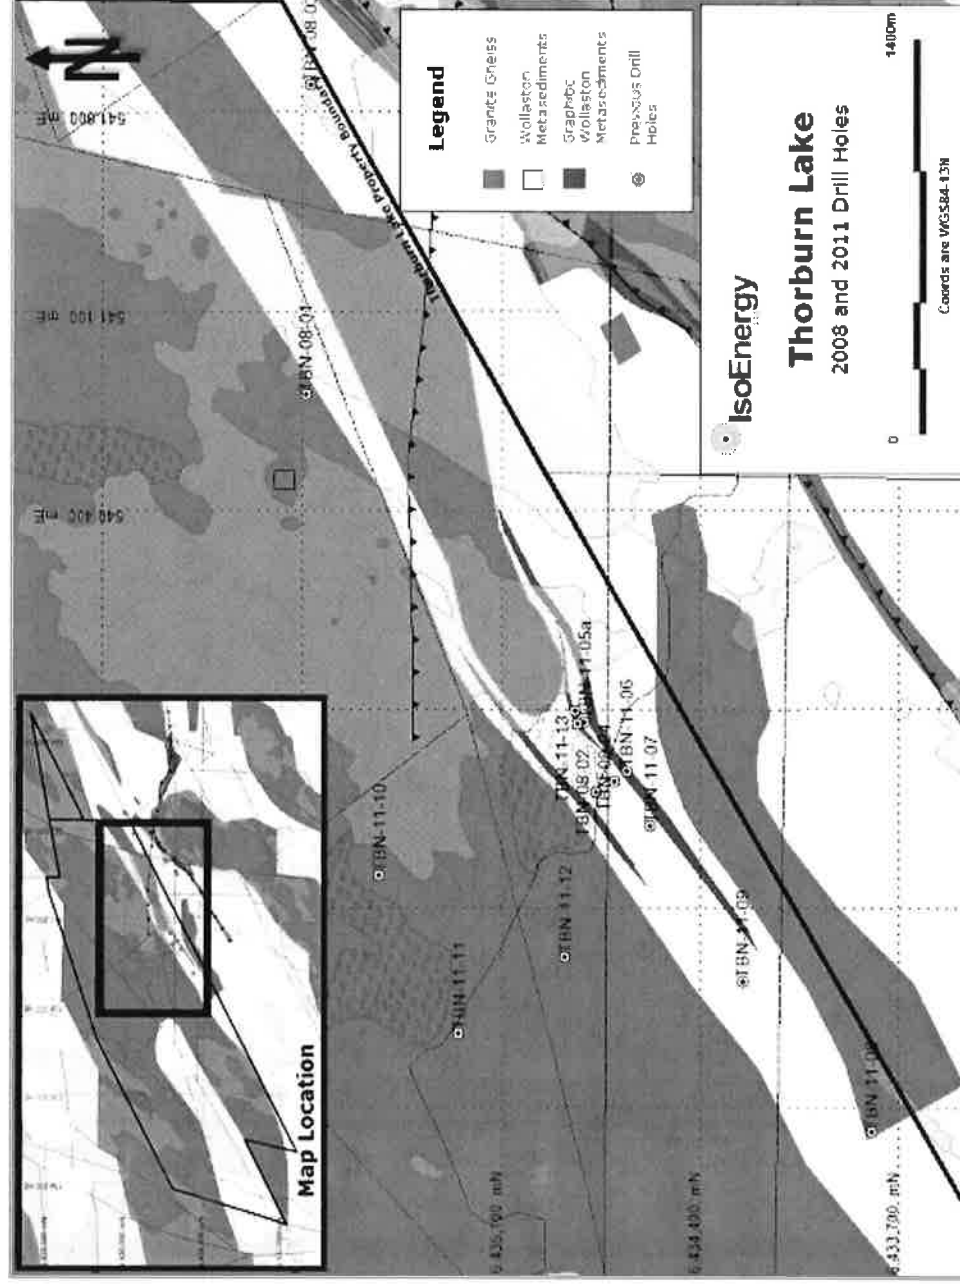 N
541,800 mE
541,100 mE
540,400 mE
Thorburn Lake Property Boundary
TBN-08-01
TBN-11-10
TBN-11-11
TBN-11-12
TBN-11-13
TBN-08-02
TBN-11-05a
TBN-11-06
TBN-11-07
TBN-11-09
6,435,100 mN
6,434,400 mN
6,433,700 mN
Map Location
Legend
Granite Gneiss
Wollaston
Metasediments
Graphitic
Wollaston
Metasediments
Previous Drill
Holes
IsoEnergy
Thorburn Lake
2008 and 2011 Drill Holes
0
1400m
Coords are WGS84-13N